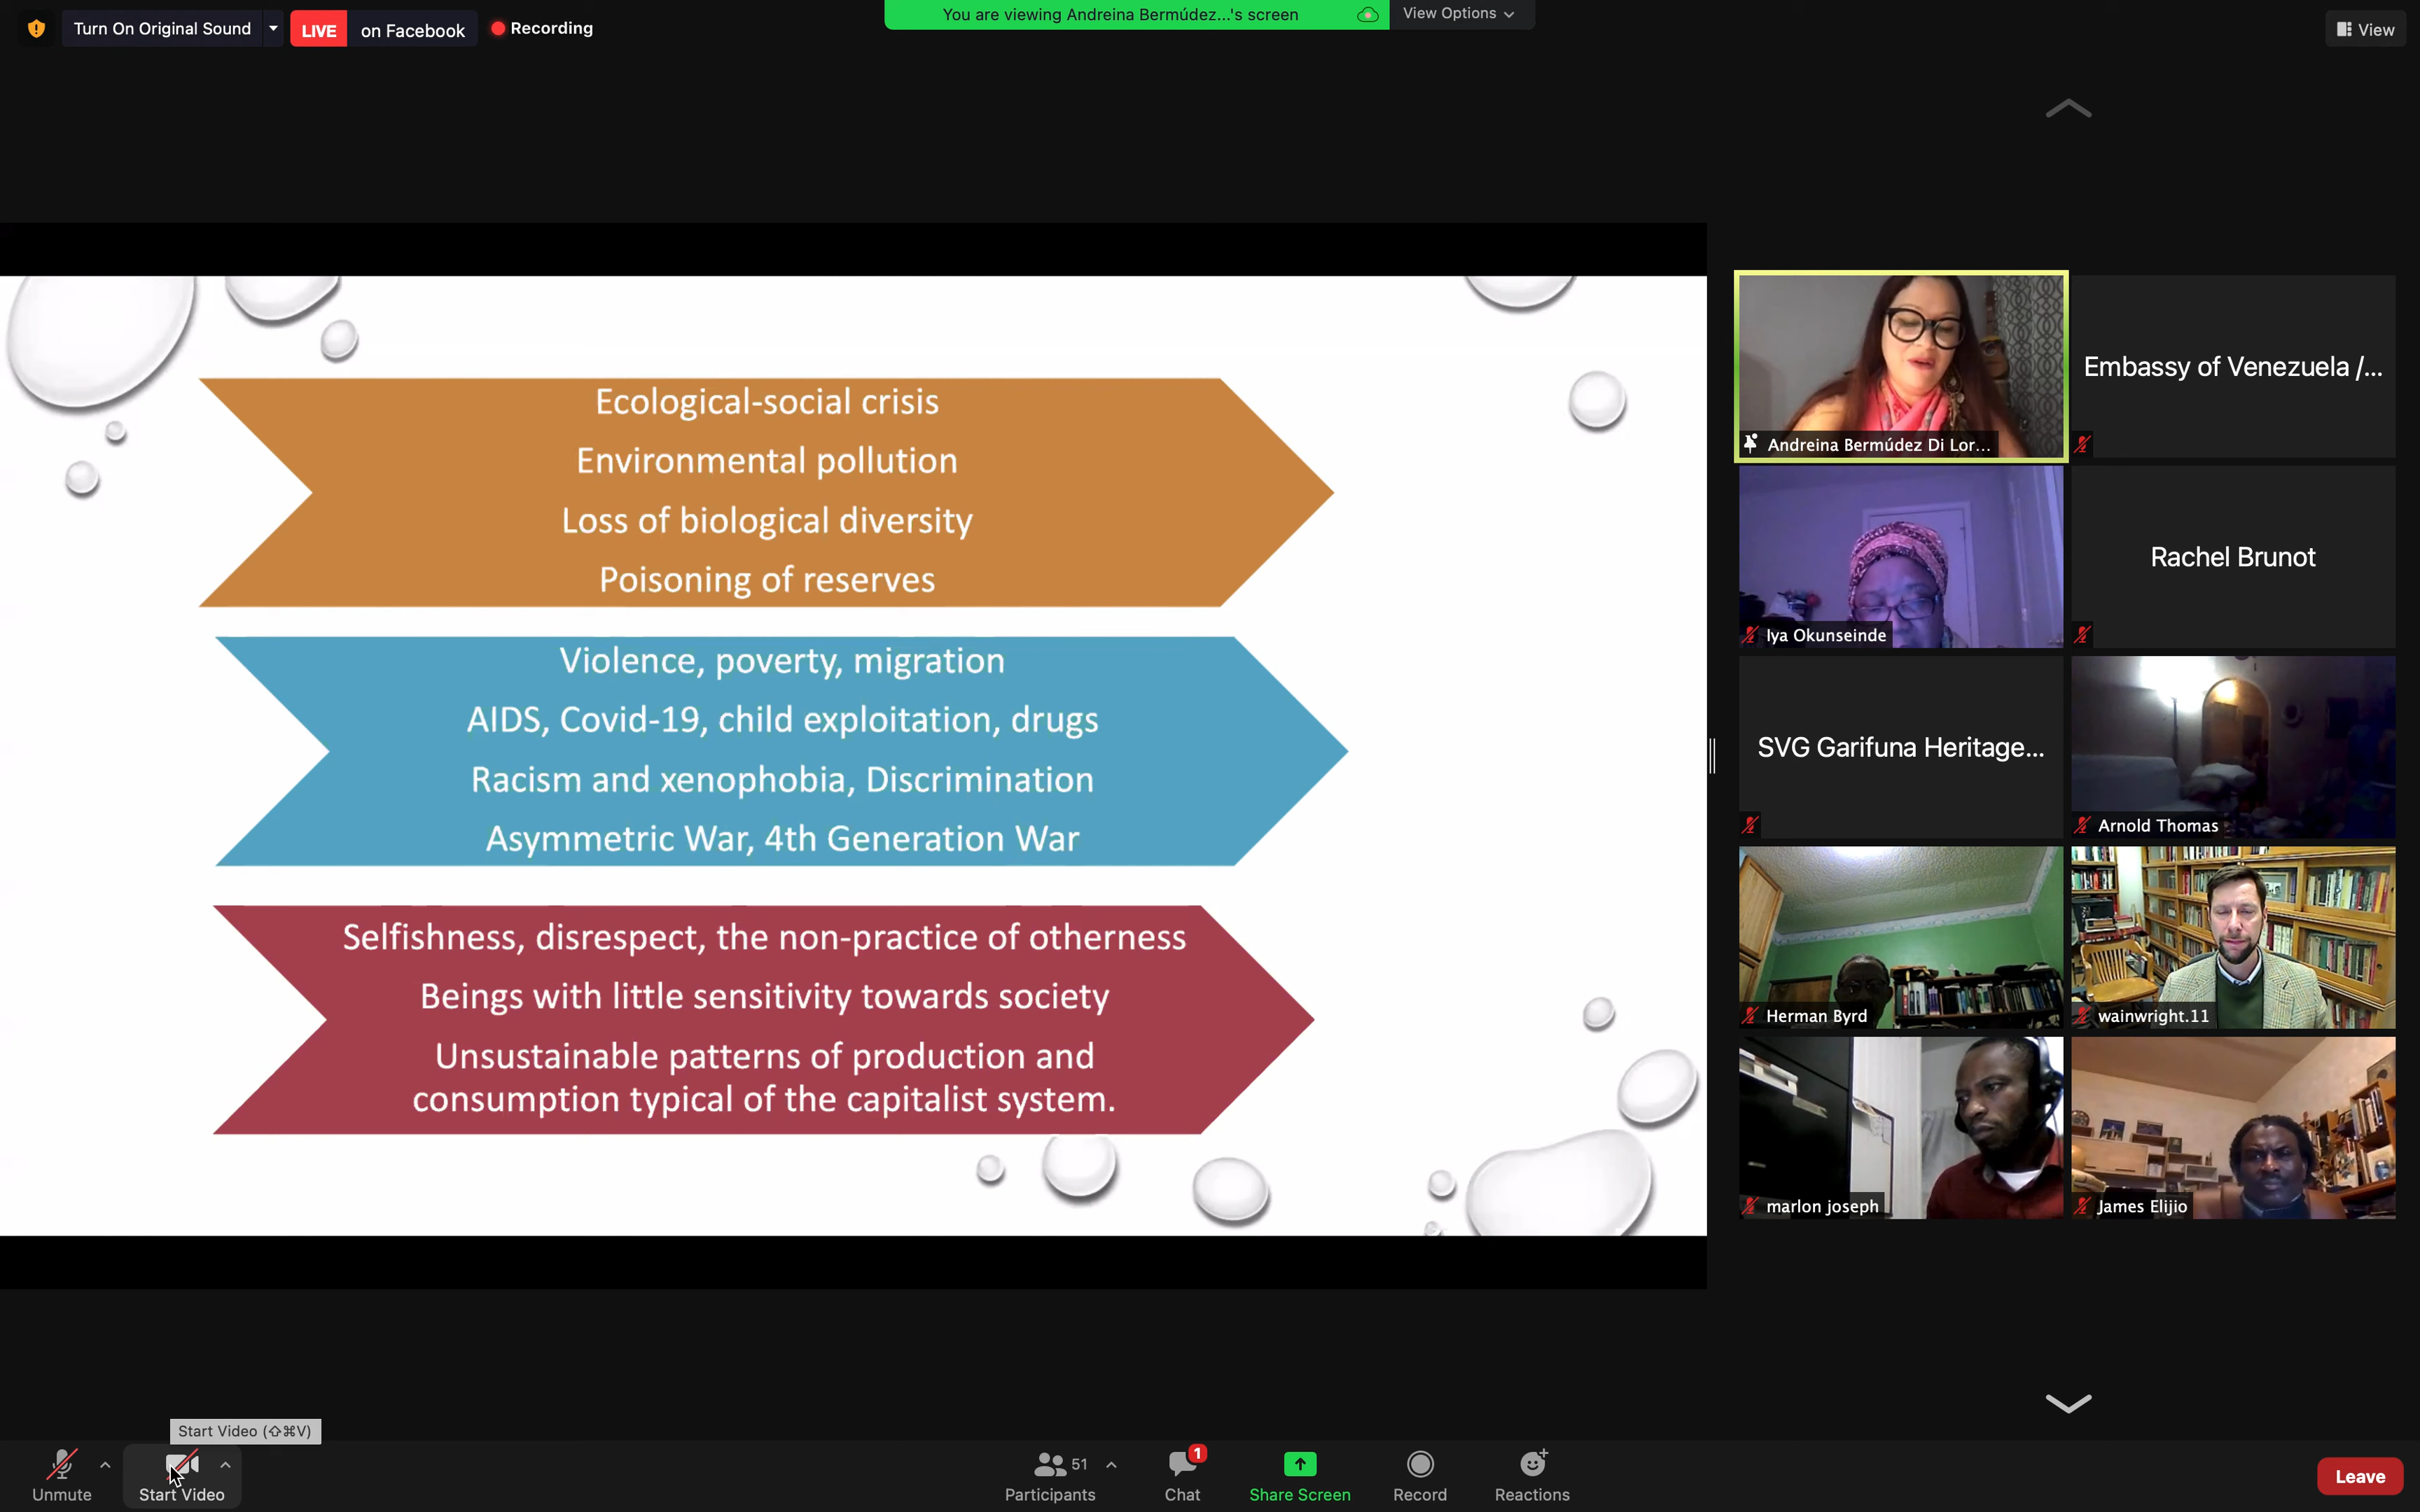 Turn On Original Sound
LIVE on Facebook
Recording
You are viewing Andreina Bermúdez...'s screen
View Options
View
Ecological-social crisis
Environmental pollution
Loss of biological diversity
Poisoning of reserves
Violence, poverty, migration
AIDS, Covid-19, child exploitation, drugs
Racism and xenophobia, Discrimination
Asymmetric War, 4th Generation War
Selfishness, disrespect, the non-practice of otherness
Beings with little sensitivity towards society
Unsustainable patterns of production and
consumption typical of the capitalist system.
Andreina Bermúdez Di Lor...
Embassy of Venezuela /...
Iya Okunseinde
Rachel Brunot
SVG Garifuna Heritage...
Arnold Thomas
Herman Byrd
wainwright.11
marlon joseph
James Elijio
Start Video (⇧⌘V)
Unmute
Start Video
51
Participants
1
Chat
Share Screen
Record
Reactions
Leave